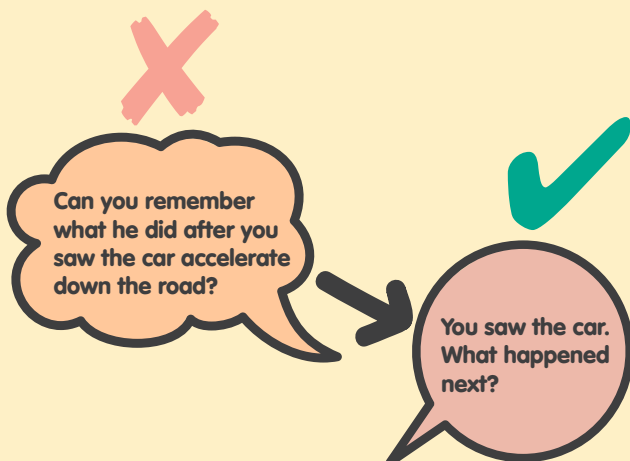 Can you remember
what he did after you
saw the car accelerate
down the road?
You saw the car.
What happened
next?